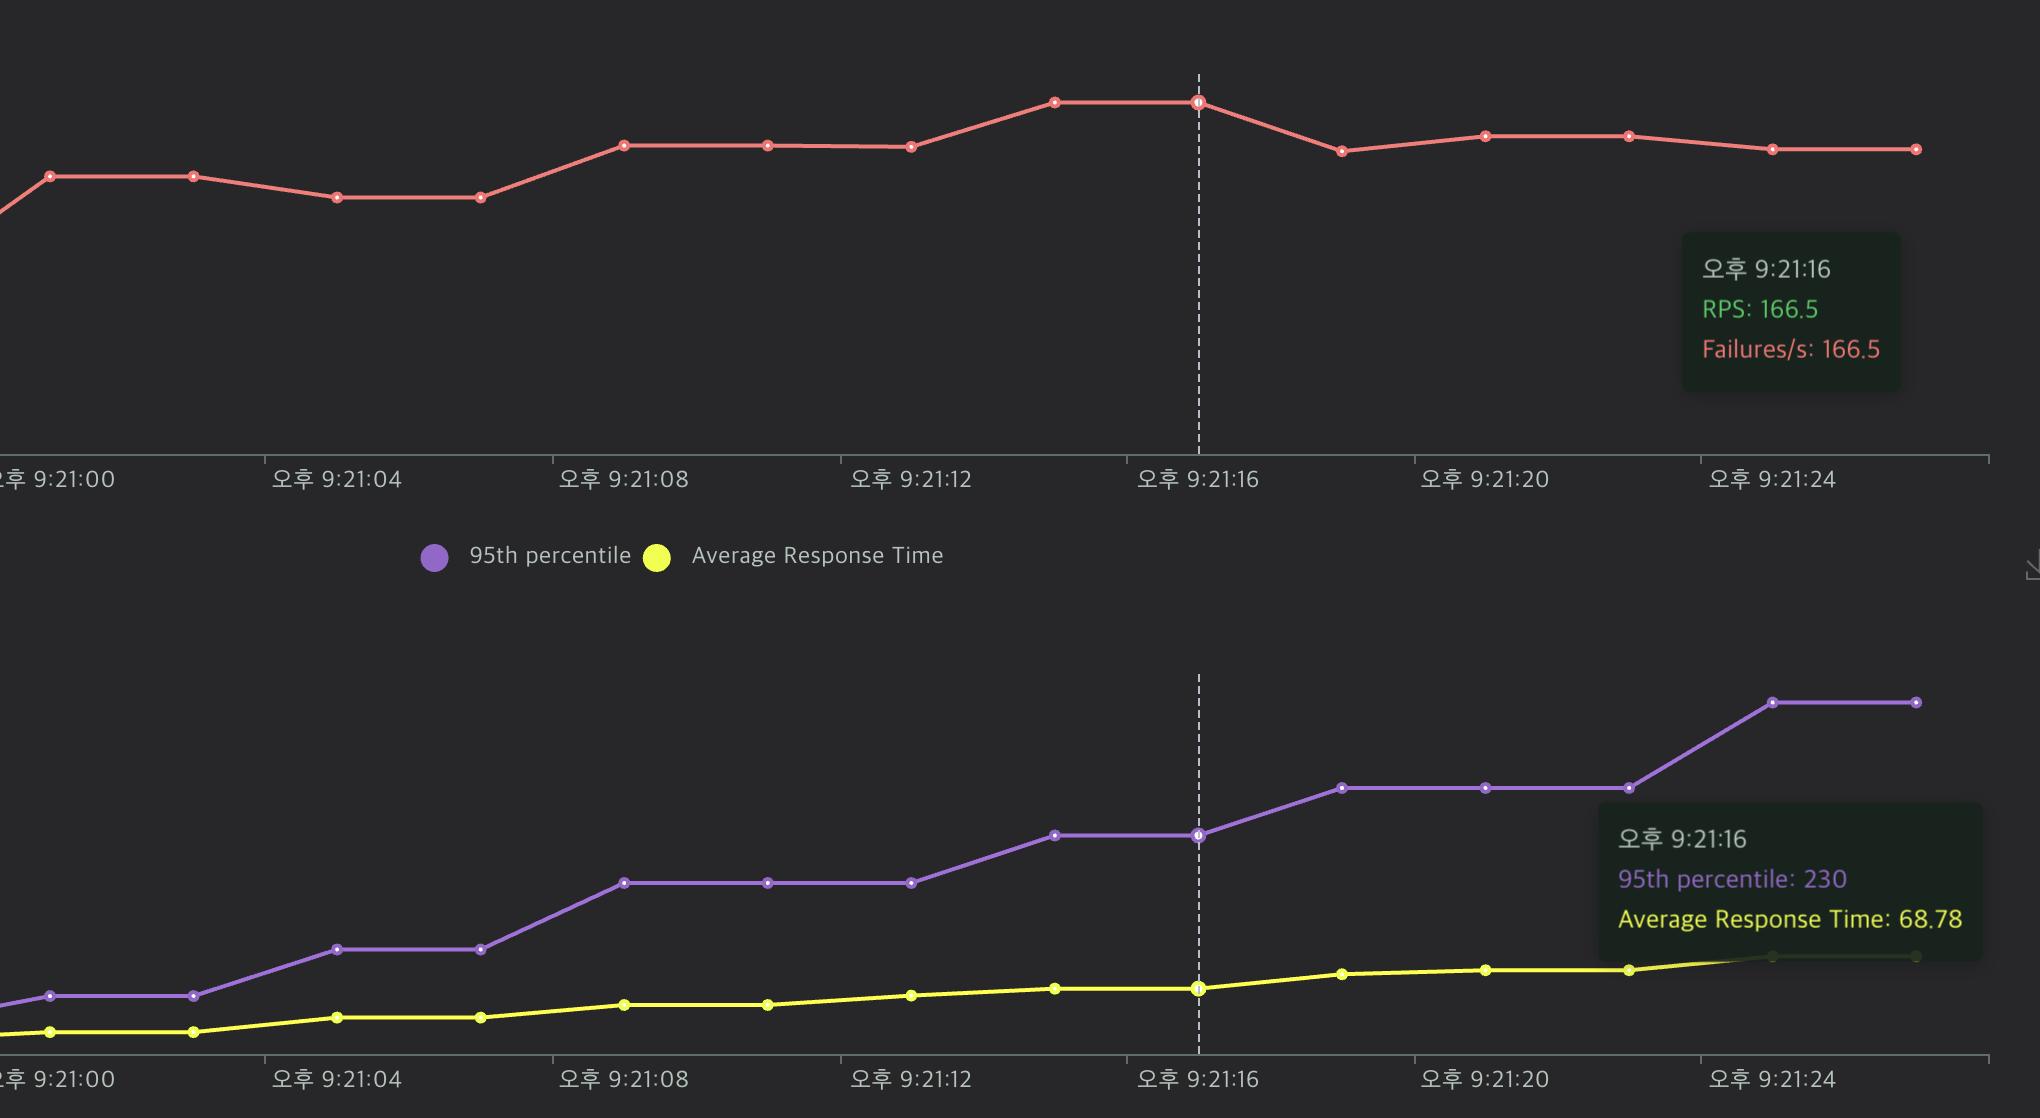 오후 9:21:16
RPS: 166.5
Failures/s: 166.5
오후 9:21:00 오후 9:21:04 오후 9:21:08 오후 9:21:12 오후 9:21:16 오후 9:21:20 오후 9:21:24
95th percentile Average Response Time
오후 9:21:16
95th percentile: 230
Average Response Time: 68.78
오후 9:21:00 오후 9:21:04 오후 9:21:08 오후 9:21:12 오후 9:21:16 오후 9:21:20 오후 9:21:24